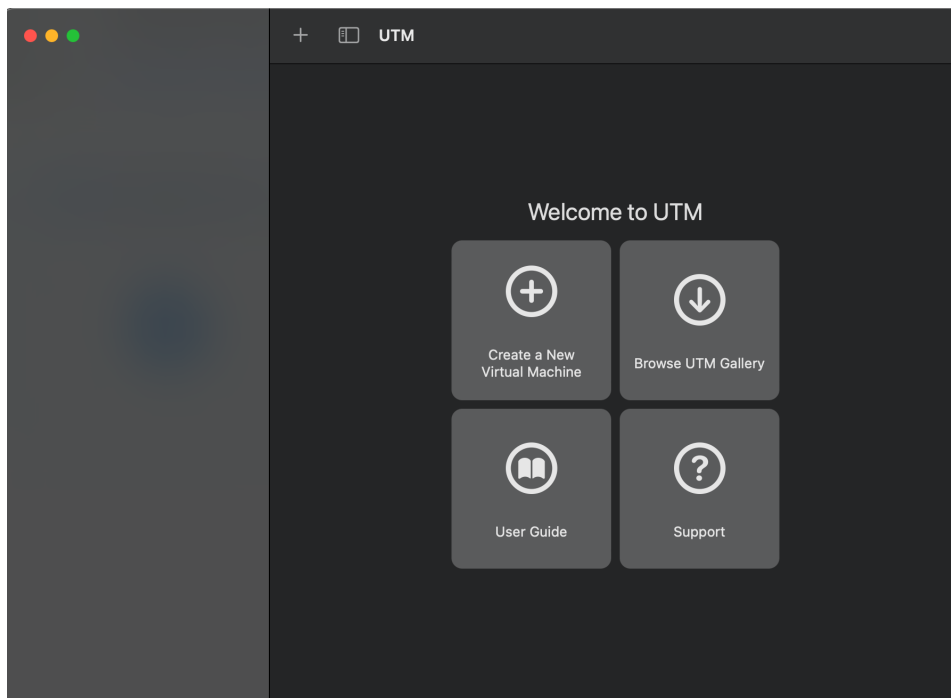 UTM
Welcome to UTM
Create a New
Virtual Machine
Browse UTM Gallery
User Guide
Support